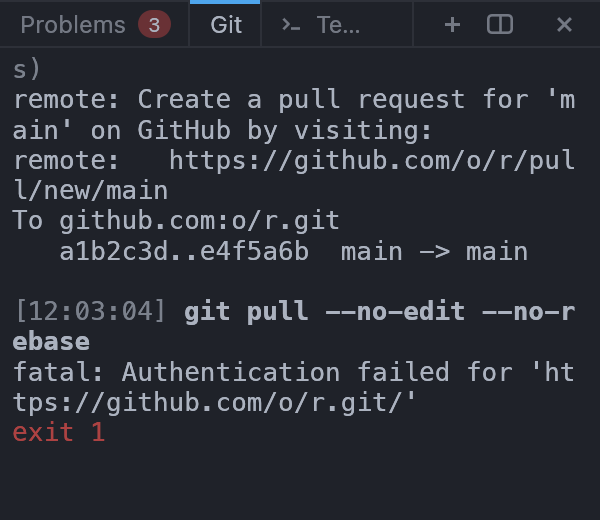 Problems 3 Git Te...
s)
remote: Create a pull request for 'm
ain' on GitHub by visiting:
remote:   https://github.com/o/r/pul
l/new/main
To github.com:o/r.git
   a1b2c3d..e4f5a6b  main -> main
[12:03:04] git pull --no-edit --no-r
ebase
fatal: Authentication failed for 'ht
tps://github.com/o/r.git/'
exit 1